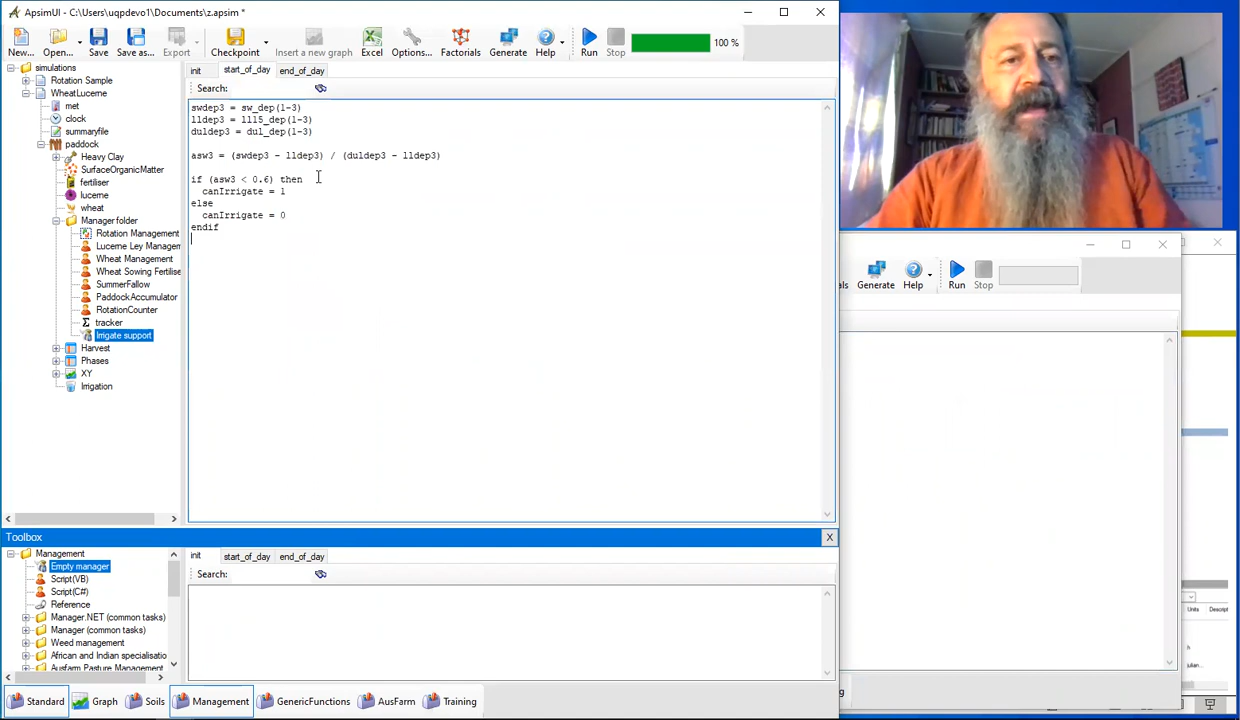 ApsimUI - C:\Users\uqpdevo1\Documents\z.apsim *
New... Open... Save Save as... Export Checkpoint Insert a new graph Excel Options... Factorials Generate Help Run Stop 100 %
simulations
Rotation Sample
WheatLucerne
met
clock
summaryfile
paddock
Heavy Clay
SurfaceOrganicMatter
fertiliser
lucerne
wheat
Manager folder
Rotation Management
Lucerne Ley Managem
Wheat Management
Wheat Sowing Fertilise
SummerFallow
PaddockAccumulator
RotationCounter
tracker
Irrigate support
Harvest
Phases
XY
Irrigation
init start_of_day end_of_day
Search:
swdep3 = sw_dep(1-3)
lldep3 = ll15_dep(1-3)
duldep3 = dul_dep(1-3)
asw3 = (swdep3 - lldep3) / (duldep3 - lldep3)
if (asw3 < 0.6) then
canIrrigate = 1
else
canIrrigate = 0
endif
als Generate Help Run Stop
Toolbox X
Management
Empty manager
Script(VB)
Script(C#)
Reference
Manager.NET (common tasks)
Manager (common tasks)
Weed management
African and Indian specialisatio
Ausfarm Pasture Management
init start_of_day end_of_day
Search:
Standard Graph Soils Management GenericFunctions AusFarm Training
g
Units Descript
julian...